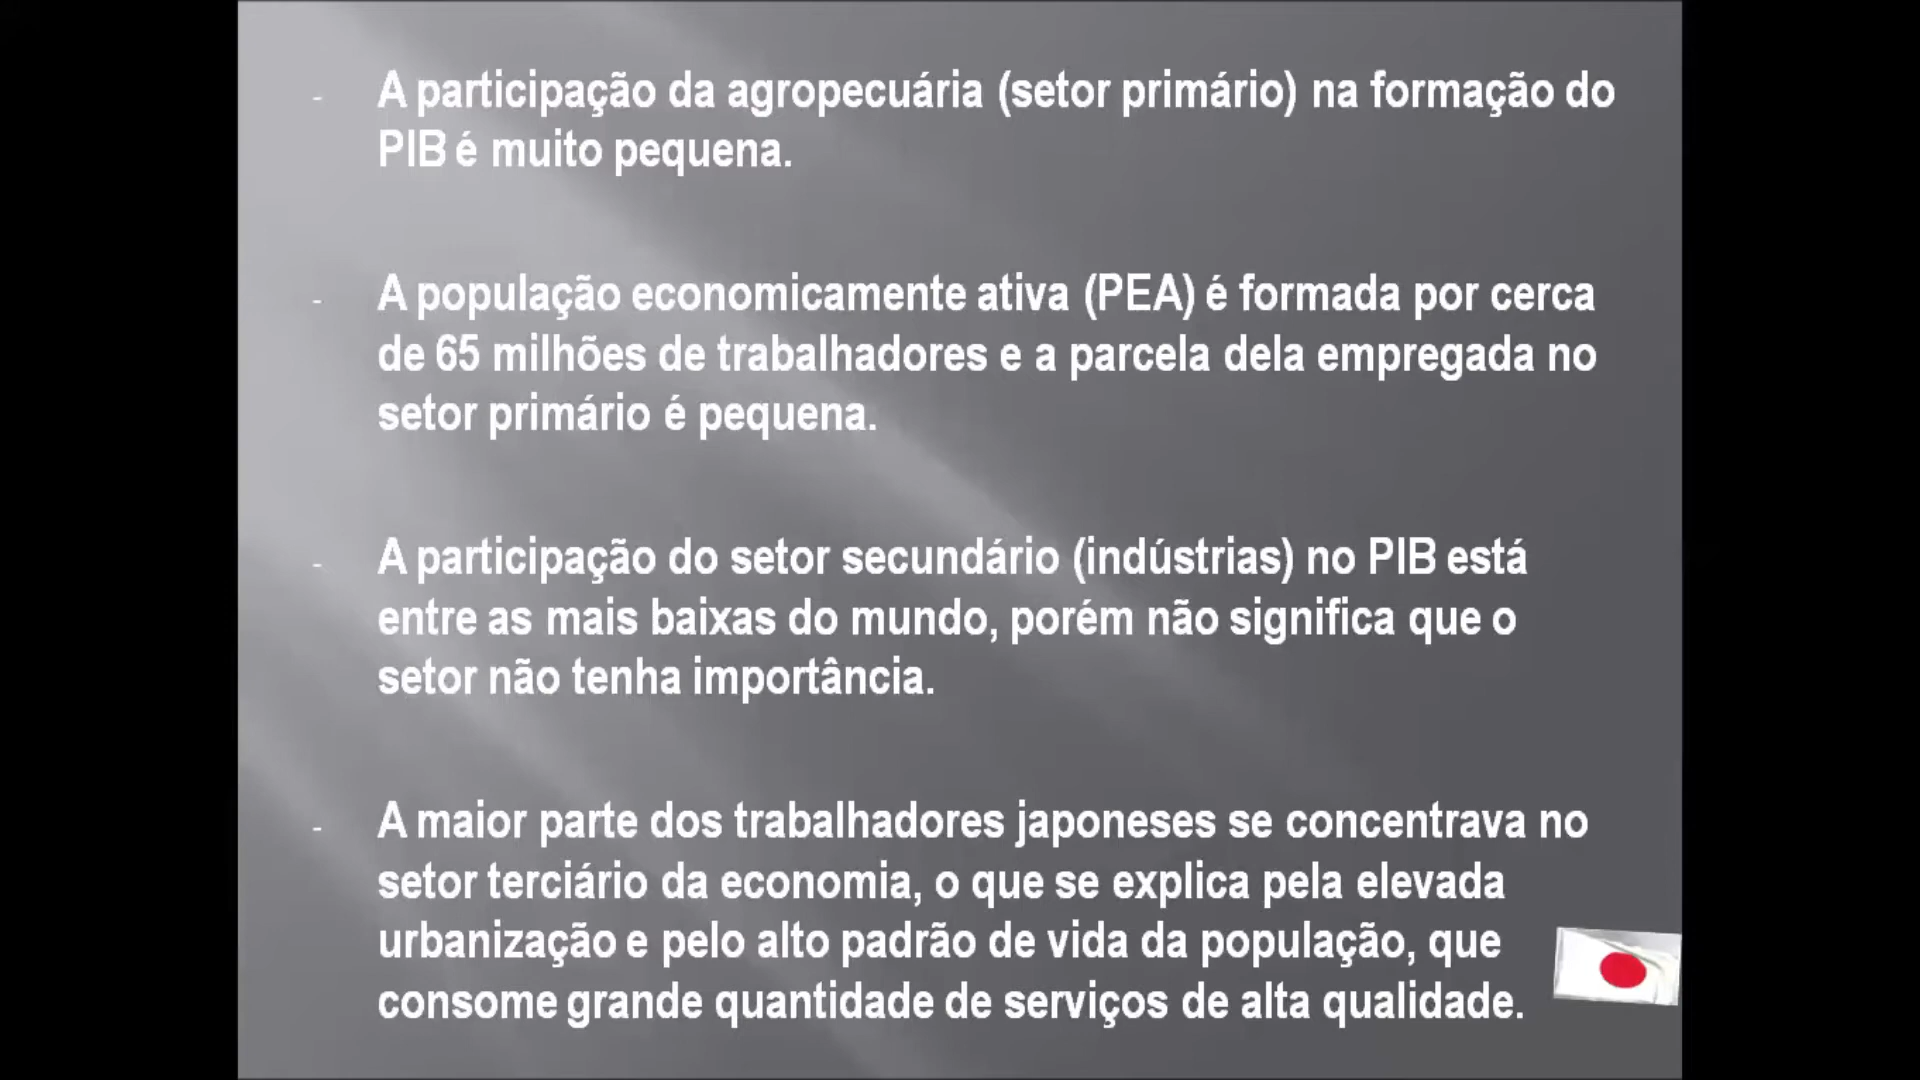 - A participação da agropecuária (setor primário) na formação do
PIB é muito pequena.
- A população economicamente ativa (PEA) é formada por cerca
de 65 milhões de trabalhadores e a parcela dela empregada no
setor primário é pequena.
- A participação do setor secundário (indústrias) no PIB está
entre as mais baixas do mundo, porém não significa que o
setor não tenha importância.
- A maior parte dos trabalhadores japoneses se concentrava no
setor terciário da economia, o que se explica pela elevada
urbanização e pelo alto padrão de vida da população, que
consome grande quantidade de serviços de alta qualidade.